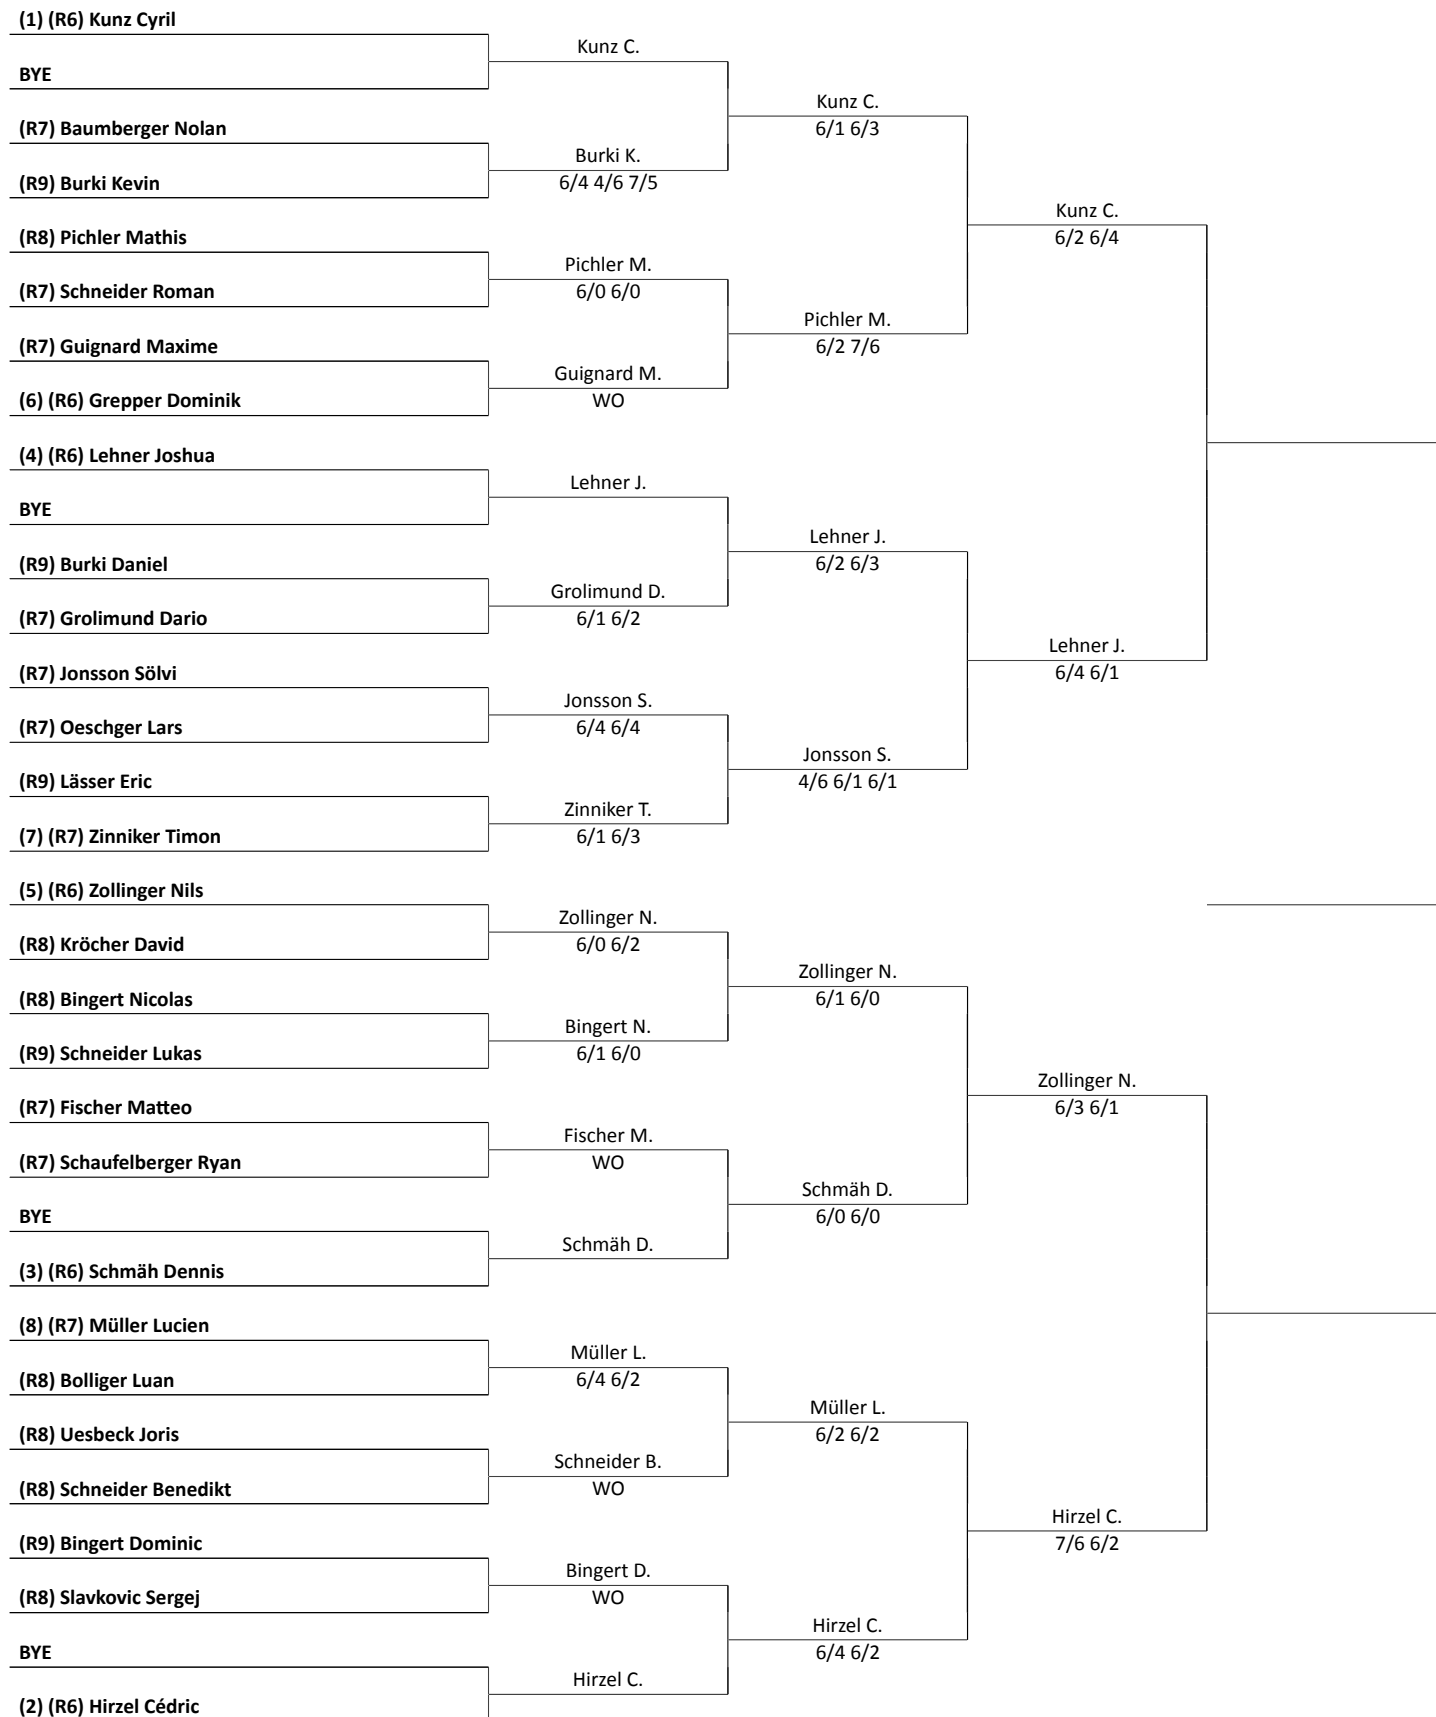 (1) (R6) Kunz Cyril
BYE
(R7) Baumberger Nolan
(R9) Burki Kevin
(R8) Pichler Mathis
(R7) Schneider Roman
(R7) Guignard Maxime
(6) (R6) Grepper Dominik
(4) (R6) Lehner Joshua
BYE
(R9) Burki Daniel
(R7) Grolimund Dario
(R7) Jonsson Sölvi
(R7) Oeschger Lars
(R9) Lässer Eric
(7) (R7) Zinniker Timon
(5) (R6) Zollinger Nils
(R8) Kröcher David
(R8) Bingert Nicolas
(R9) Schneider Lukas
(R7) Fischer Matteo
(R7) Schaufelberger Ryan
BYE
(3) (R6) Schmäh Dennis
(8) (R7) Müller Lucien
(R8) Bolliger Luan
(R8) Uesbeck Joris
(R8) Schneider Benedikt
(R9) Bingert Dominic
(R8) Slavkovic Sergej
BYE
(2) (R6) Hirzel Cédric
Kunz C.
Burki K.
6/4 4/6 7/5
Pichler M.
6/0 6/0
Guignard M.
WO
Lehner J.
Grolimund D.
6/1 6/2
Jonsson S.
6/4 6/4
Zinniker T.
6/1 6/3
Zollinger N.
6/0 6/2
Bingert N.
6/1 6/0
Fischer M.
WO
Schmäh D.
Müller L.
6/4 6/2
Schneider B.
WO
Bingert D.
WO
Hirzel C.
Kunz C.
6/1 6/3
Pichler M.
6/2 7/6
Lehner J.
6/2 6/3
Jonsson S.
4/6 6/1 6/1
Zollinger N.
6/1 6/0
Schmäh D.
6/0 6/0
Müller L.
6/2 6/2
Hirzel C.
6/4 6/2
Kunz C.
6/2 6/4
Lehner J.
6/4 6/1
Zollinger N.
6/3 6/1
Hirzel C.
7/6 6/2